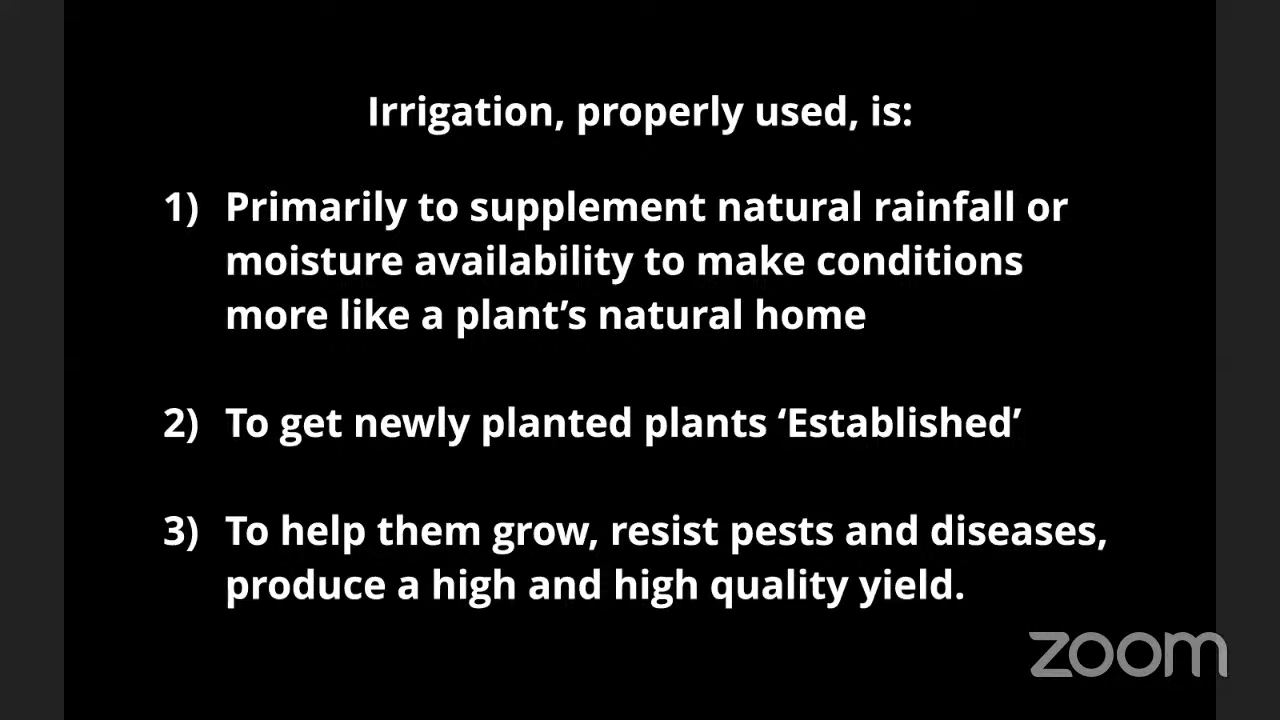 Irrigation, properly used, is:
1) Primarily to supplement natural rainfall or
moisture availability to make conditions
more like a plant’s natural home
2) To get newly planted plants ‘Established’
3) To help them grow, resist pests and diseases,
produce a high and high quality yield.
zoom